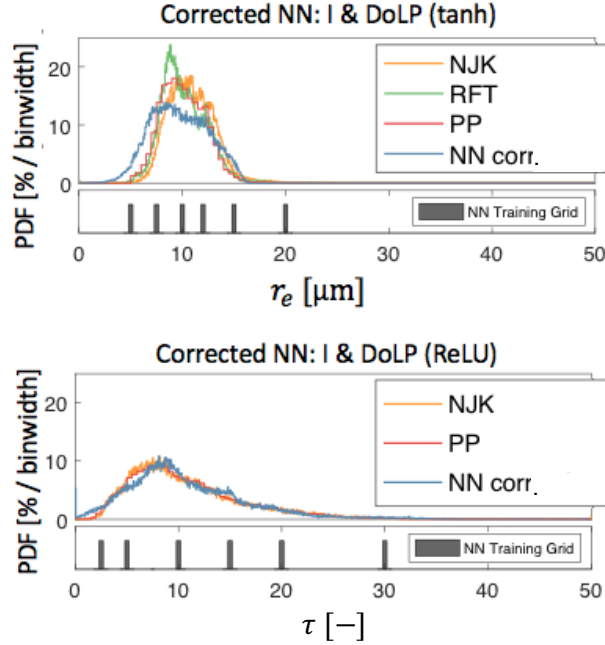 Corrected NN: I & DoLP (tanh)
PDF [% / binwidth]
20
10
0
NJK
RFT
PP
NN corr.
NN Training Grid
0 10 20 30 40 50
rₑ [μm]
Corrected NN: I & DoLP (ReLU)
PDF [% / binwidth]
20
10
0
NJK
PP
NN corr.
NN Training Grid
0 10 20 30 40 50
τ [−]